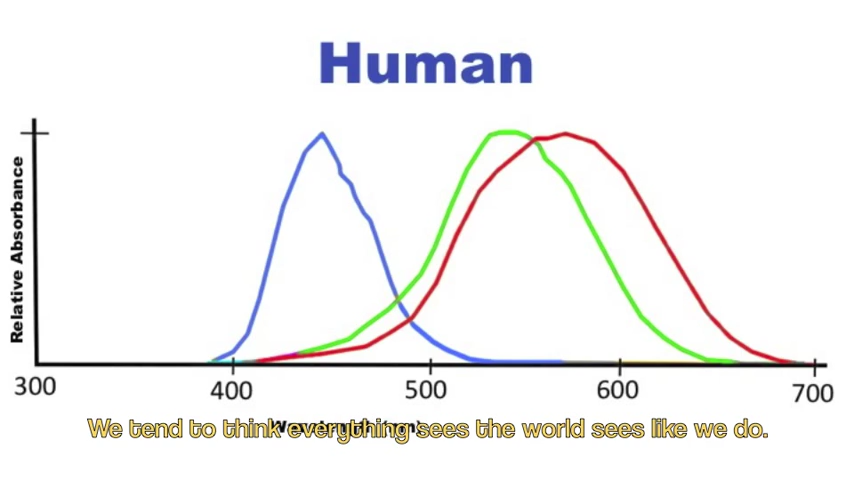 Human
Relative Absorbance
300 400 500 600 700
We tend to think everything sees the world sees like we do.